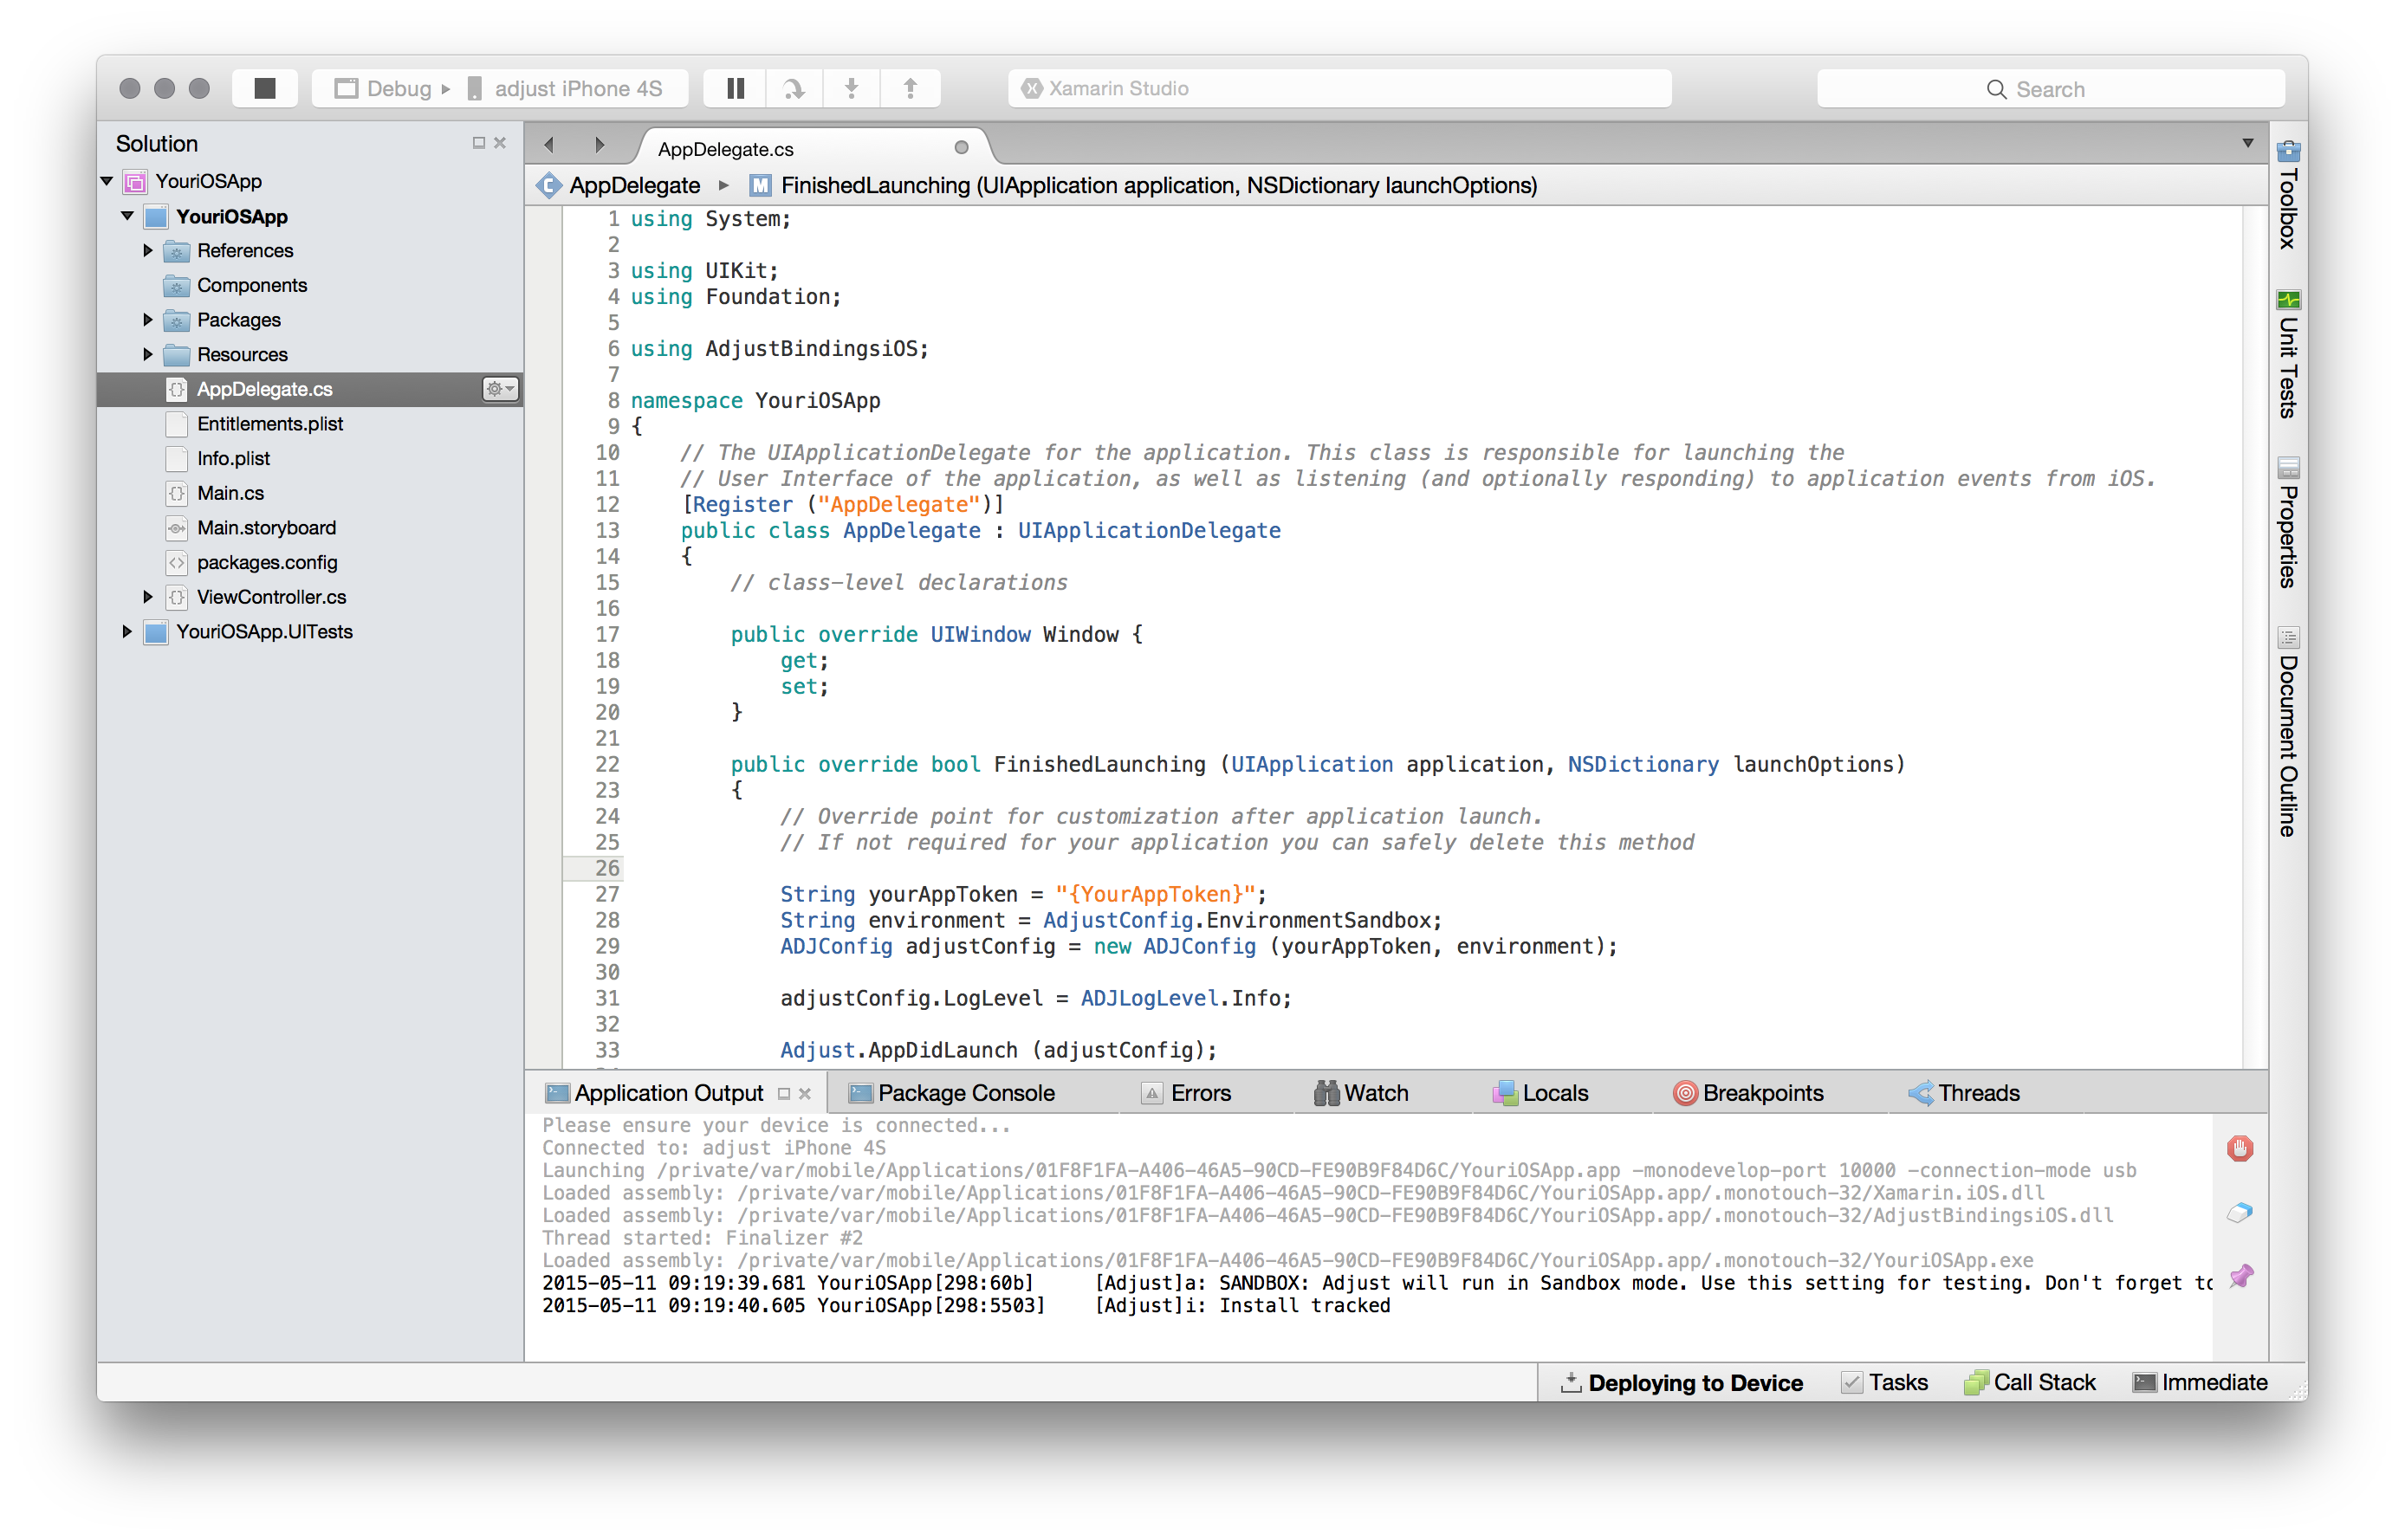 Debug adjust iPhone 4S Xamarin Studio Search
Solution
YouriOSApp
YouriOSApp
References
Components
Packages
Resources
AppDelegate.cs
Entitlements.plist
Info.plist
Main.cs
Main.storyboard
packages.config
ViewController.cs
YouriOSApp.UITests
AppDelegate.cs
AppDelegate M FinishedLaunching (UIApplication application, NSDictionary launchOptions)
1 using System;
2
3 using UIKit;
4 using Foundation;
5
6 using AdjustBindingsiOS;
7
8 namespace YouriOSApp
9 {
10 // The UIApplicationDelegate for the application. This class is responsible for launching the
11 // User Interface of the application, as well as listening (and optionally responding) to application events from iOS.
12 [Register ("AppDelegate")]
13 public class AppDelegate : UIApplicationDelegate
14 {
15 // class-level declarations
16
17 public override UIWindow Window {
18 get;
19 set;
20 }
21
22 public override bool FinishedLaunching (UIApplication application, NSDictionary launchOptions)
23 {
24 // Override point for customization after application launch.
25 // If not required for your application you can safely delete this method
26
27 String yourAppToken = "{YourAppToken}";
28 String environment = AdjustConfig.EnvironmentSandbox;
29 ADJConfig adjustConfig = new ADJConfig (yourAppToken, environment);
30
31 adjustConfig.LogLevel = ADJLogLevel.Info;
32
33 Adjust.AppDidLaunch (adjustConfig);
Toolbox
Unit Tests
Properties
Document Outline
Application Output Package Console Errors Watch Locals Breakpoints Threads
Please ensure your device is connected...
Connected to: adjust iPhone 4S
Launching /private/var/mobile/Applications/01F8F1FA-A406-46A5-90CD-FE90B9F84D6C/YouriOSApp.app -monodevelop-port 10000 -connection-mode usb
Loaded assembly: /private/var/mobile/Applications/01F8F1FA-A406-46A5-90CD-FE90B9F84D6C/YouriOSApp.app/.monotouch-32/Xamarin.iOS.dll
Loaded assembly: /private/var/mobile/Applications/01F8F1FA-A406-46A5-90CD-FE90B9F84D6C/YouriOSApp.app/.monotouch-32/AdjustBindingsiOS.dll
Thread started: Finalizer #2
Loaded assembly: /private/var/mobile/Applications/01F8F1FA-A406-46A5-90CD-FE90B9F84D6C/YouriOSApp.app/.monotouch-32/YouriOSApp.exe
2015-05-11 09:19:39.681 YouriOSApp[298:60b] [Adjust]a: SANDBOX: Adjust will run in Sandbox mode. Use this setting for testing. Don't forget to
2015-05-11 09:19:40.605 YouriOSApp[298:5503] [Adjust]i: Install tracked
Deploying to Device Tasks Call Stack Immediate